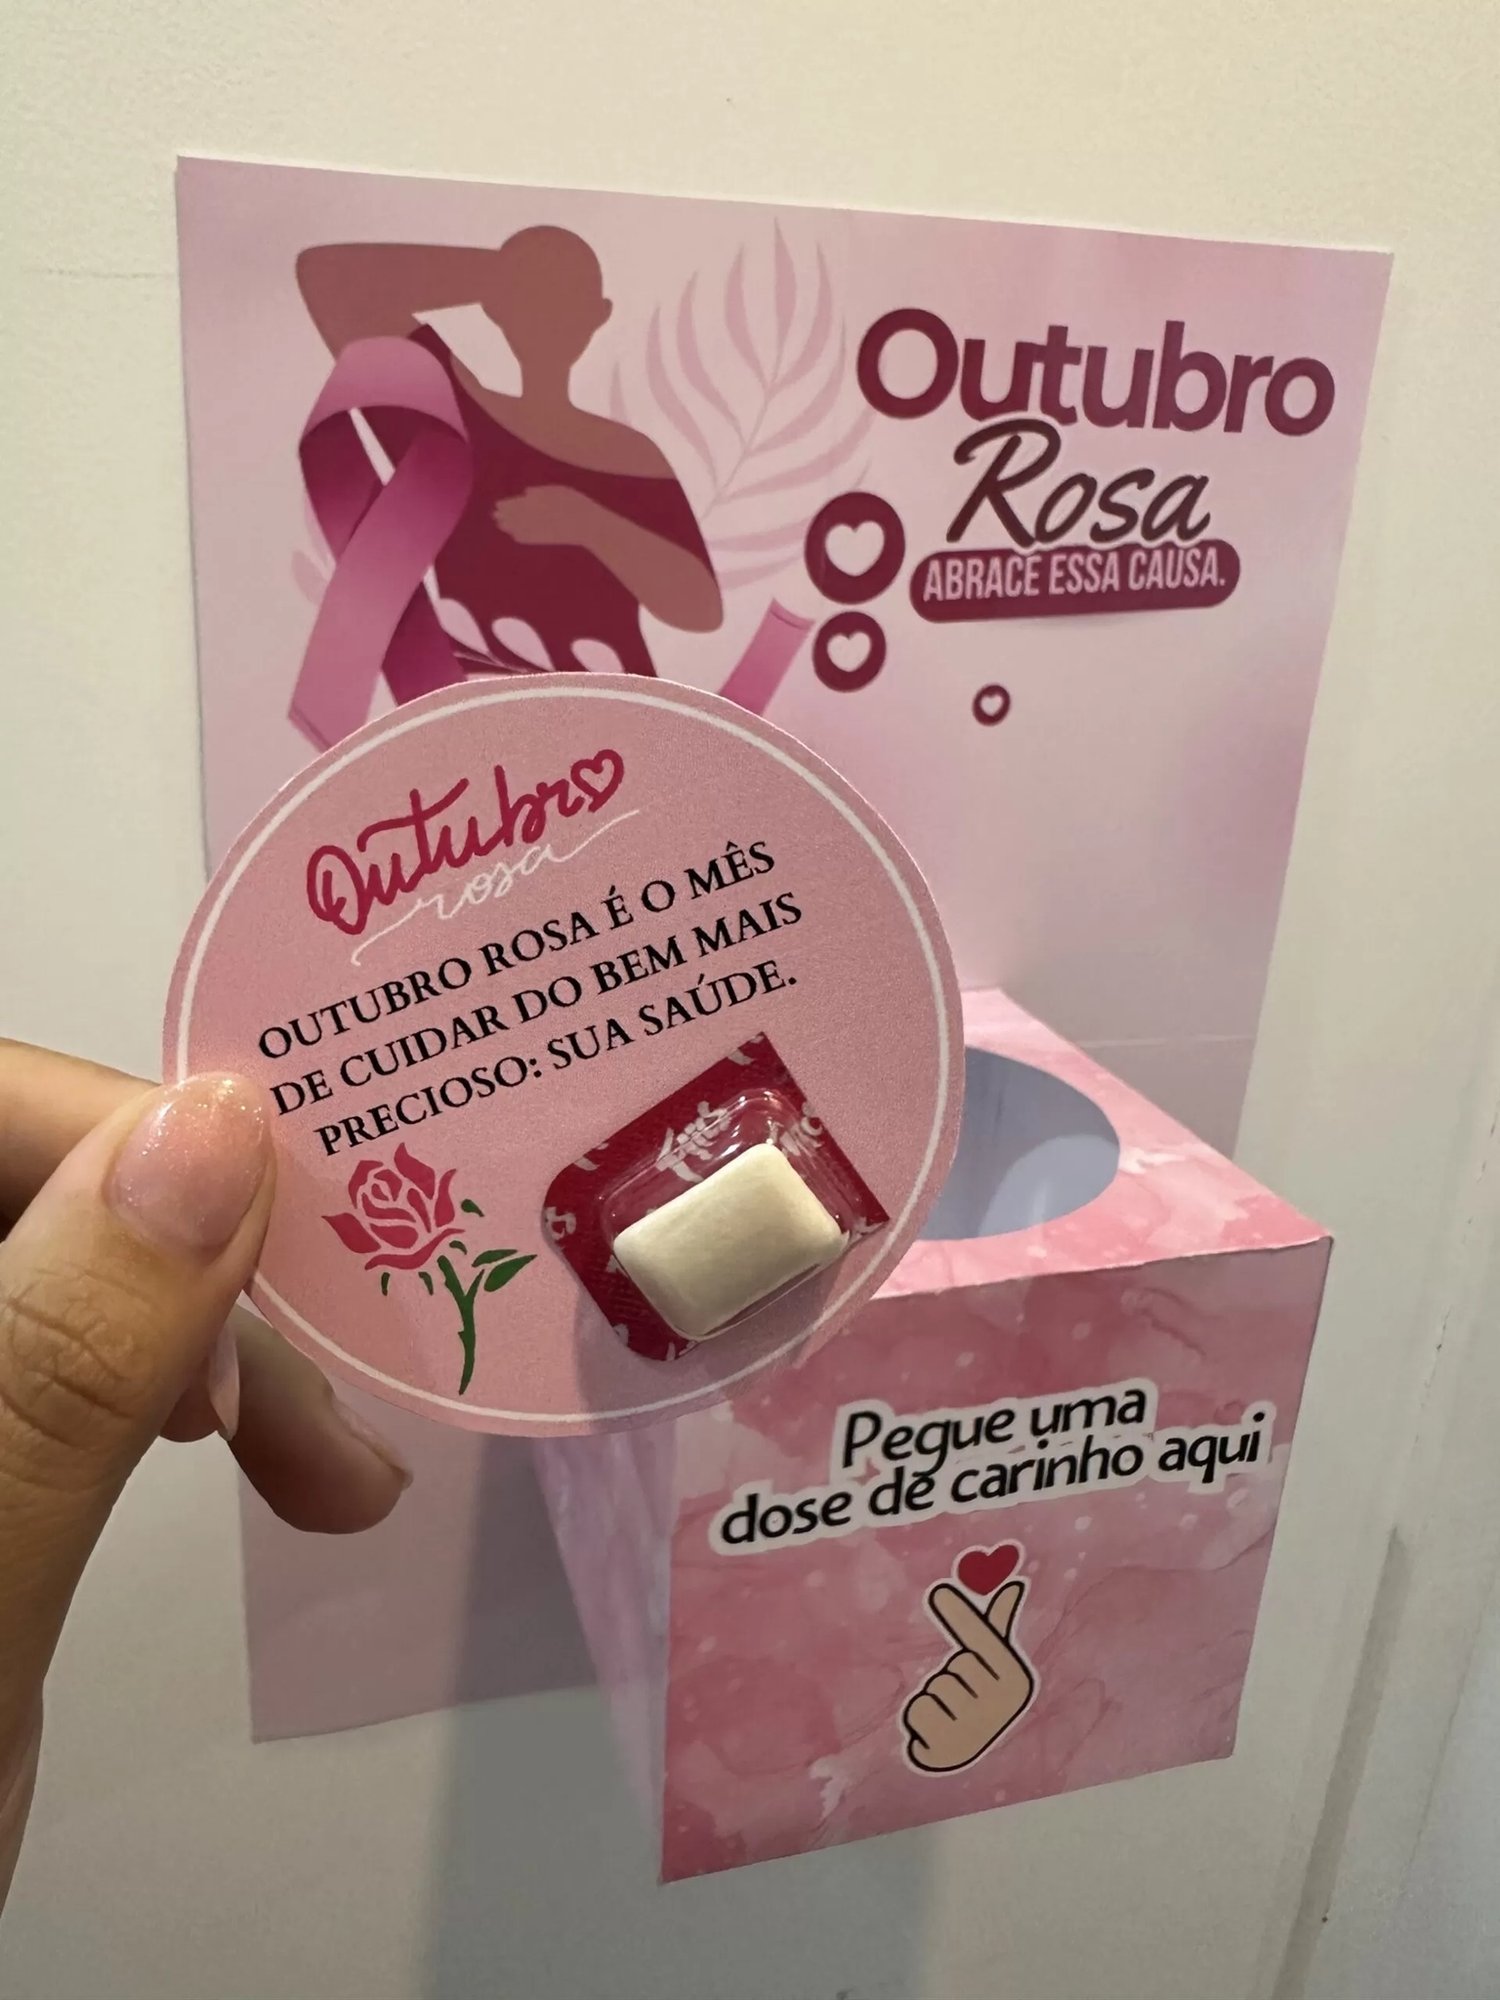 Outubro
Rosa
ABRACE ESSA CAUSA.
Outubro
rosa
OUTUBRO ROSA É O MÊS
DE CUIDAR DO BEM MAIS
PRECIOSO: SUA SAÚDE.
Pegue uma
dose de carinho aqui